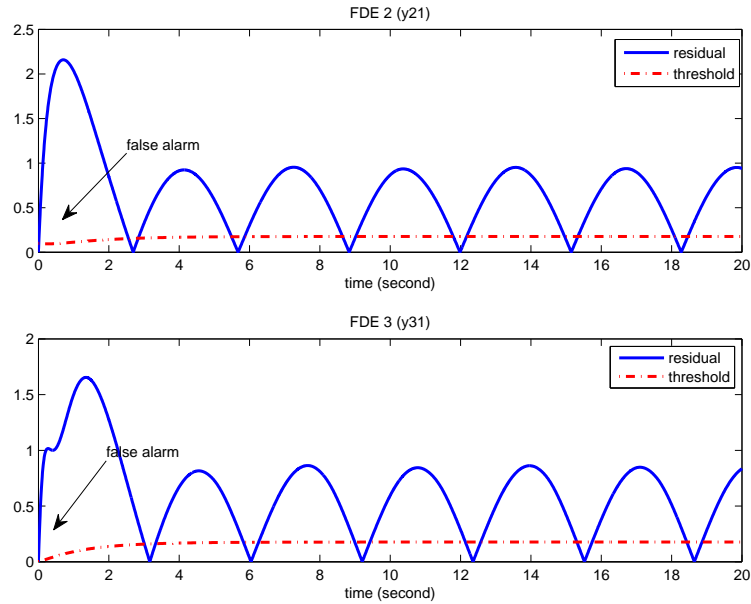 FDE 2 (y21)
2.5
2
1.5
1
0.5
0
residual
threshold
false alarm
0 2 4 6 8 10 12 14 16 18 20
time (second)
FDE 3 (y31)
2
1.5
1
0.5
0
residual
threshold
false alarm
0 2 4 6 8 10 12 14 16 18 20
time (second)